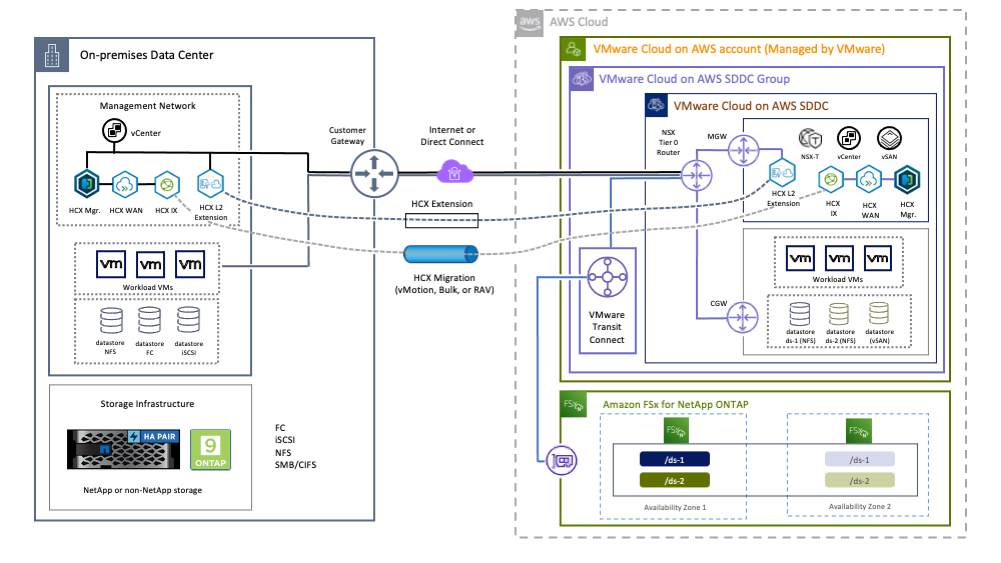 On-premises Data Center
Management Network
vCenter
HCX Mgr.
HCX WAN
HCX IX
HCX L2
Extension
vm
vm
vm
Workload VMs
datastore
NFS
datastore
FC
datastore
iSCSI
Storage Infrastructure
HA PAIR
9
ONTAP
NetApp or non-NetApp storage
FC
iSCSI
NFS
SMB/CIFS
Customer
Gateway
Internet or
Direct Connect
HCX Extension
HCX Migration
(vMotion, Bulk, or RAV)
aws
AWS Cloud
VMware Cloud on AWS account (Managed by VMware)
VMware Cloud on AWS SDDC Group
VMware Cloud on AWS SDDC
NSX
Tier 0
Router
MGW
NSX-T
vCenter
vSAN
HCX L2
Extension
HCX
IX
HCX
WAN
HCX
Mgr.
vm
vm
vm
Workload VMs
CGW
datastore
ds-1 (NFS)
datastore
ds-2 (NFS)
datastore
(vSAN)
VMware
Transit
Connect
FSx
Amazon FSx for NetApp ONTAP
FSx
/ds-1
/ds-2
Availability Zone 1
FSx
/ds-1
/ds-2
Availability Zone 2